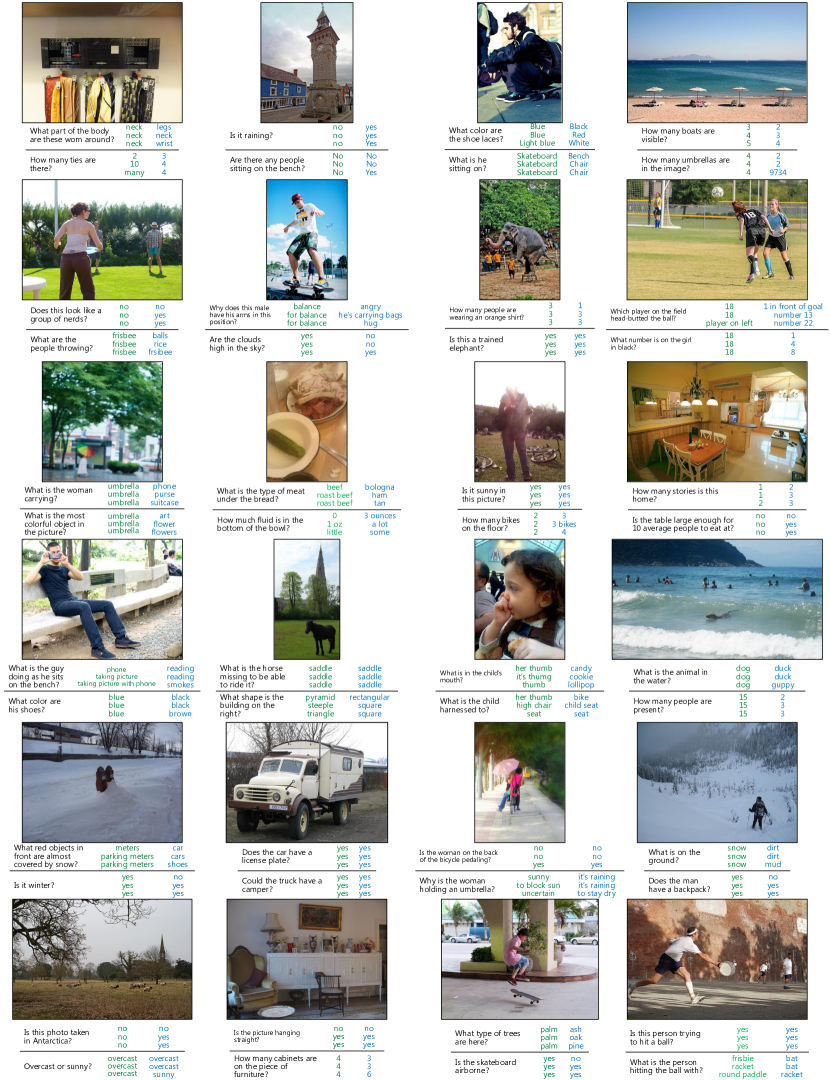 What part of the body
are these worn around?
neck legs
neck neck
neck wrist
How many ties are
there?
2 3
10 4
many 4
Is it raining?
no yes
no yes
no yes
Are there any people
sitting on the bench?
No No
No No
No Yes
What color are
the shoe laces?
Blue Black
Blue Red
Light blue White
What is he
sitting on?
Skateboard Bench
Skateboard Chair
Skateboard Chair
How many boats are
visible?
3 2
4 3
5 4
How many umbrellas are
in the image?
4 2
4 2
4 9734
Does this look like a
group of nerds?
no no
no yes
no yes
What are the
people throwing?
frisbee balls
frisbee rice
frisbee frsibee
Why does this male
have his arms in this
position?
balance angry
for balance he's carrying bags
for balance hug
Are the clouds
high in the sky?
yes no
yes no
yes yes
How many people are
wearing an orange shirt?
3 1
3 3
3 3
Is this a trained
elephant?
yes yes
yes yes
yes yes
18
Which player on the field
head-butted the ball?
18 1 in front of goal
18 number 13
player on left number 22
What number is on the girl
in black?
18 1
18 4
18 8
What is the woman
carrying?
umbrella phone
umbrella purse
umbrella suitcase
What is the most
colorful object in
the picture?
umbrella art
umbrella flower
umbrella flowers
What is the type of meat
under the bread?
beef bologna
roast beef ham
roast beef tan
How much fluid is in the
bottom of the bowl?
0 3 ounces
1 oz a lot
little some
Is it sunny in
this picture?
yes yes
yes yes
yes yes
How many bikes
on the floor?
2 3
2 3 bikes
2 4
How many stories is this
home?
1 2
1 3
2 3
Is the table large enough for
10 average people to eat at?
no no
no yes
no yes
What is the guy
doing as he sits
on the bench?
phone reading
taking picture reading
taking picture with phone smokes
What color are
his shoes?
blue black
blue black
blue brown
What is the horse
missing to be able
to ride it?
saddle saddle
saddle saddle
saddle saddle
What shape is the
building on the
right?
pyramid rectangular
steeple square
triangle square
What is in the child's
mouth?
her thumb candy
it's thumg cookie
thumb lollipop
What is the child
harnessed to?
her thumb bike
high chair child seat
seat seat
What is the animal in
the water?
dog duck
dog duck
dog guppy
How many people are
present?
15 2
15 3
15 3
What red objects in
front are almost
covered by snow?
meters car
parking meters cars
parking meters shoes
Is it winter?
yes no
yes yes
yes yes
Does the car have a
license plate?
yes yes
yes yes
yes yes
Could the truck have a
camper?
yes yes
yes yes
yes yes
Is the woman on the back
of the bicycle pedaling?
no no
no no
yes yes
Why is the woman
holding an umbrella?
sunny it's raining
to block sun it's raining
uncertain to stay dry
What is on the
ground?
snow dirt
snow dirt
snow mud
Does the man
have a backpack?
yes no
yes yes
yes yes
Is this photo taken
in Antarctica?
no no
no yes
no yes
Overcast or sunny?
overcast overcast
overcast overcast
overcast sunny
Is the picture hanging
straight?
no no
yes yes
yes yes
How many cabinets are
on the piece of
furniture?
4 3
4 3
4 6
What type of trees
are here?
palm ash
palm oak
palm pine
Is the skateboard
airborne?
yes no
yes yes
yes yes
Is this person trying
to hit a ball?
yes yes
yes yes
yes yes
What is the person
hitting the ball with?
frisbie bat
racket bat
round paddle racket